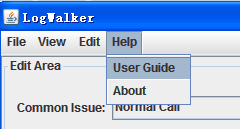 LogWalker
File View Edit Help
User Guide
Edit Area
About
Common Issue: Normal Call